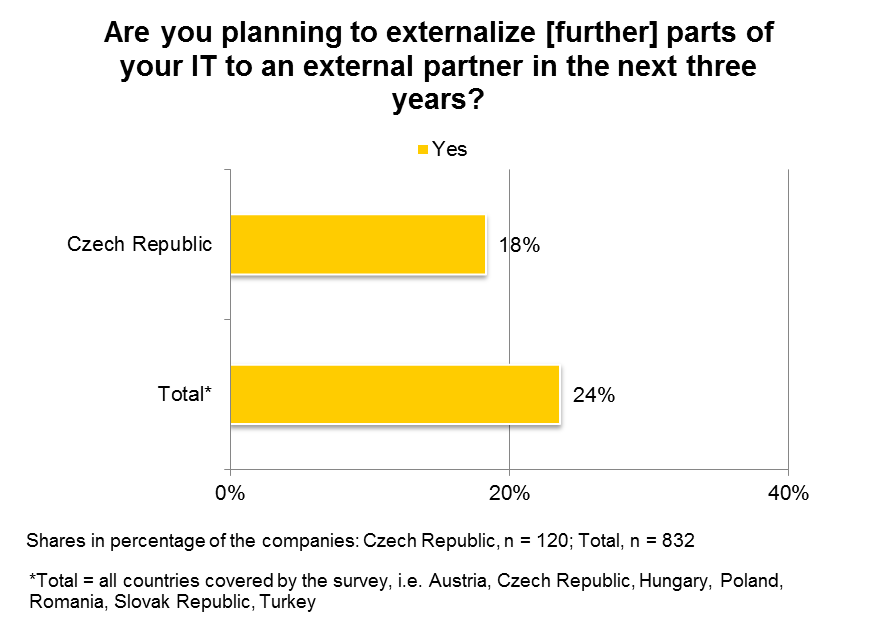 Are you planning to externalize [further] parts of
your IT to an external partner in the next three
years?
Yes
Czech Republic
18%
Total*
24%
0%
20%
40%
Shares in percentage of the companies: Czech Republic, n = 120; Total, n = 832
*Total = all countries covered by the survey, i.e. Austria, Czech Republic, Hungary, Poland,
Romania, Slovak Republic, Turkey